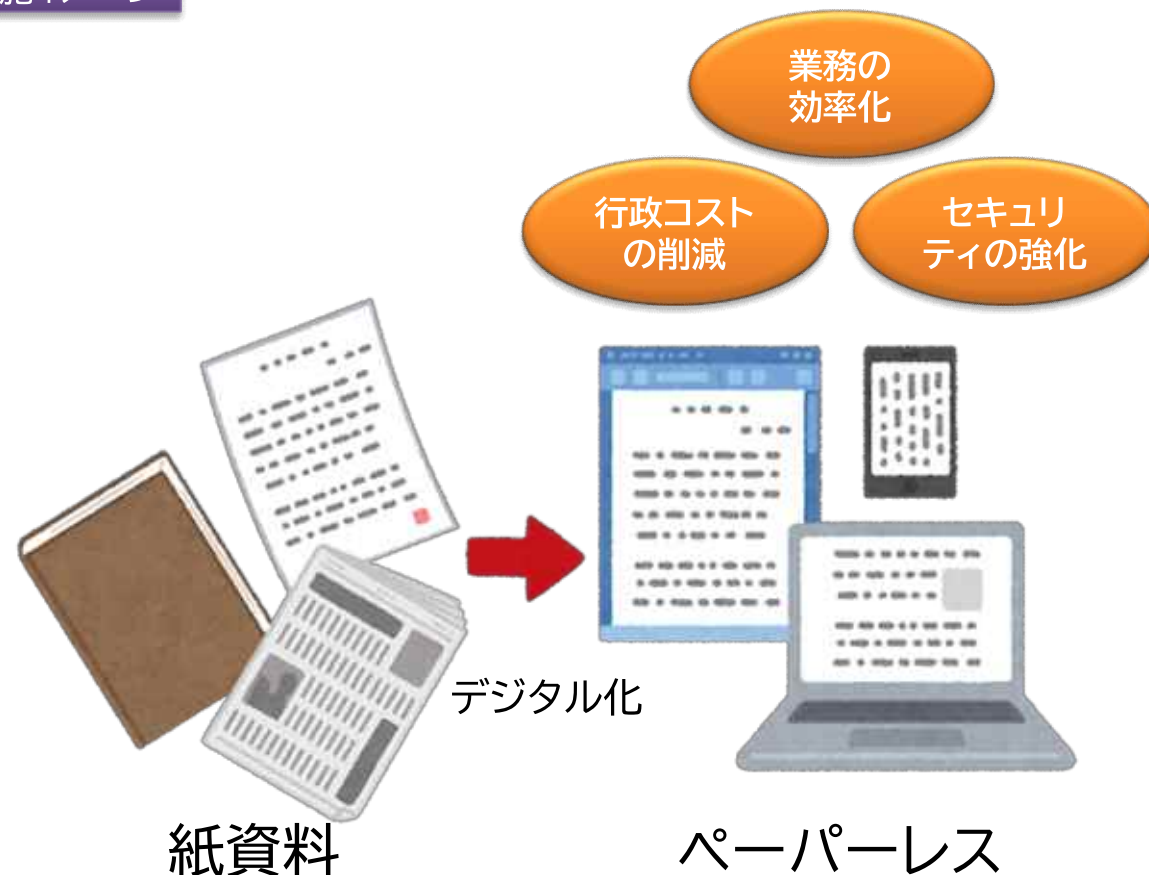 業務の
効率化
行政コスト
の削減
セキュリ
ティの強化
デジタル化
紙資料
ペーパーレス